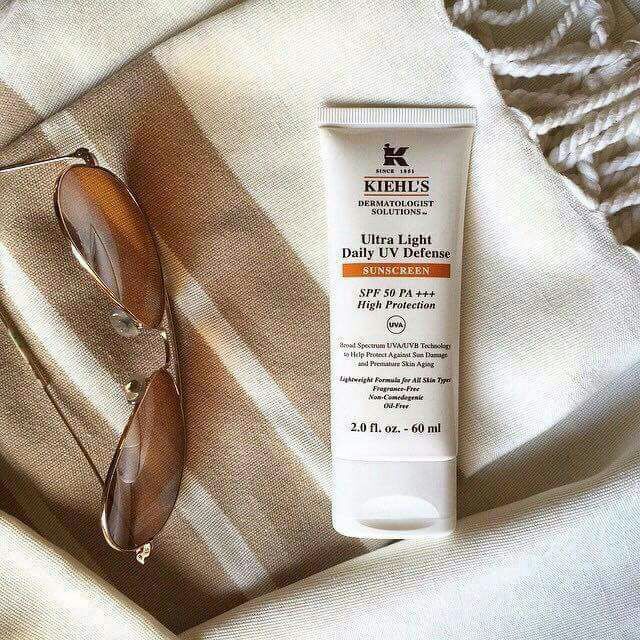 K
SINCE 1851
KIEHL'S
DERMATOLOGIST
SOLUTIONS™
Ultra Light
Daily UV Defense
SUNSCREEN
SPF 50 PA +++
High Protection
UVA
Broad Spectrum UVA/UVB Technology
to Help Protect Against Sun Damage
and Premature Skin Aging
Lightweight Formula for All Skin Types
Fragrance-Free
Non-Comedogenic
Oil-Free
2.0 fl. oz. - 60 ml